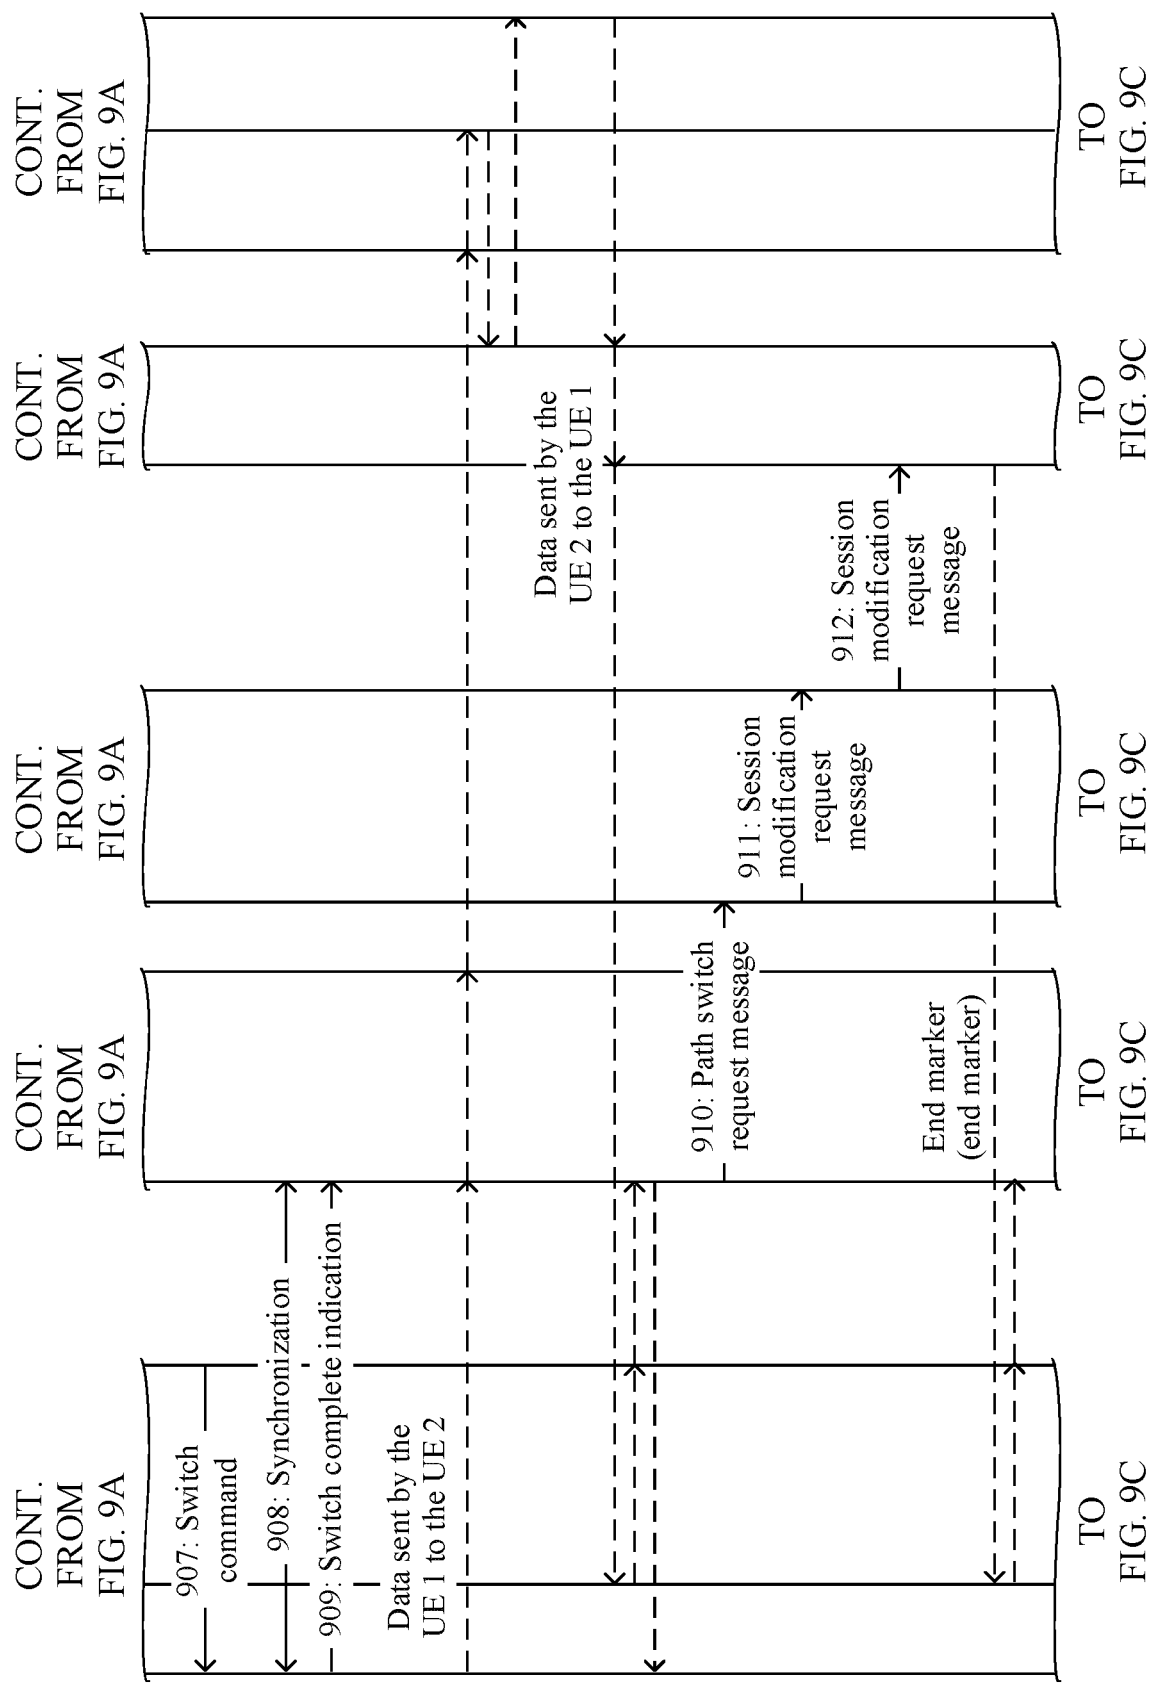 CONT.
FROM
FIG. 9A
CONT.
FROM
FIG. 9A
CONT.
FROM
FIG. 9A
CONT.
FROM
FIG. 9A
CONT.
FROM
FIG. 9A
907: Switch
command
908: Synchronization
909: Switch complete indication
Data sent by the
UE 1 to the UE 2
Data sent by the
UE 2 to the UE 1
910: Path switch
request message
911: Session
modification
request
message
912: Session
modification
request
message
End marker
(end marker)
TO
FIG. 9C
TO
FIG. 9C
TO
FIG. 9C
TO
FIG. 9C
TO
FIG. 9C